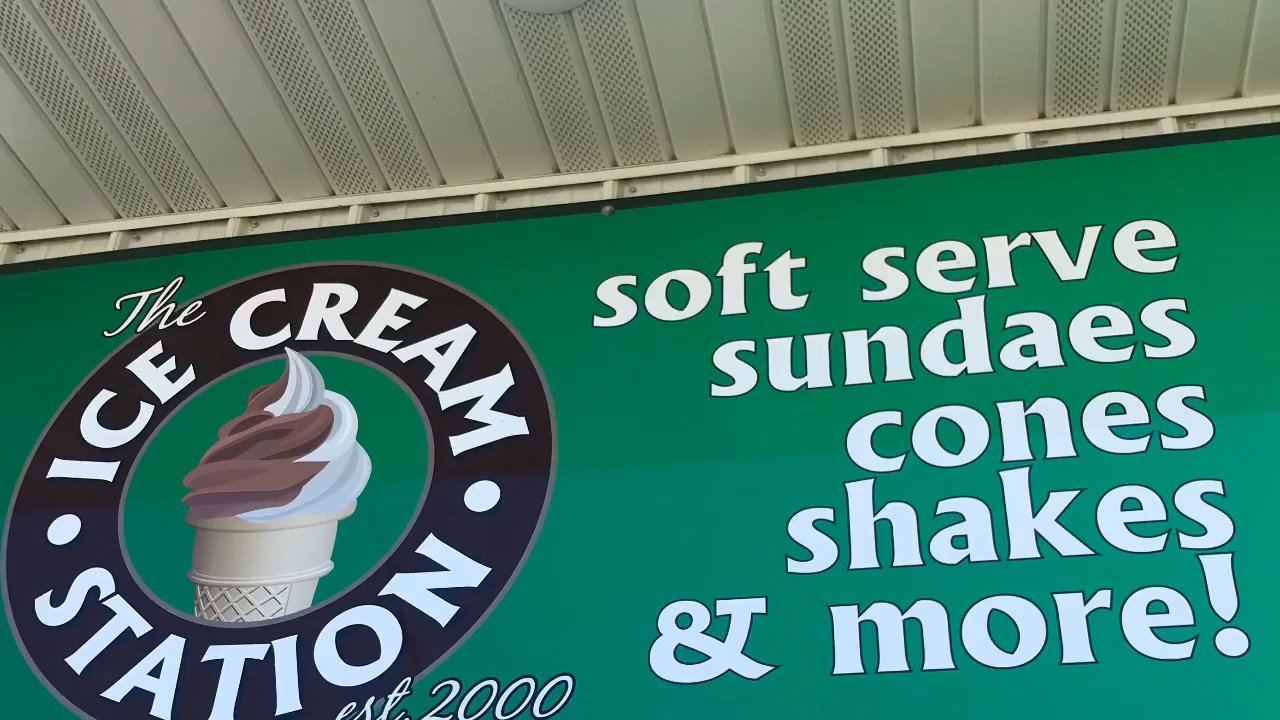 The
ICE CREAM
STATION
est. 2000
soft serve
sundaes
cones
shakes
& more!